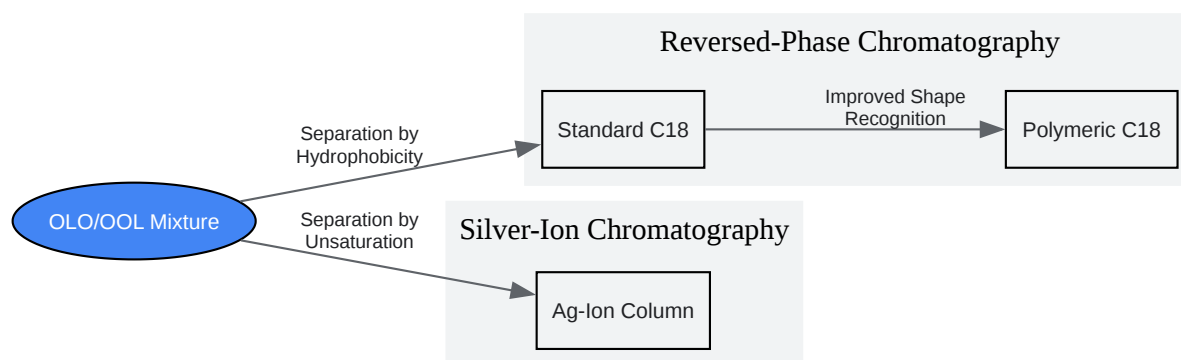 Reversed-Phase Chromatography
Improved Shape
Recognition
Standard C18
Polymeric C18
Separation by
Hydrophobicity
OLO/OOL Mixture
Separation by
Unsaturation
Silver-Ion Chromatography
Ag-Ion Column